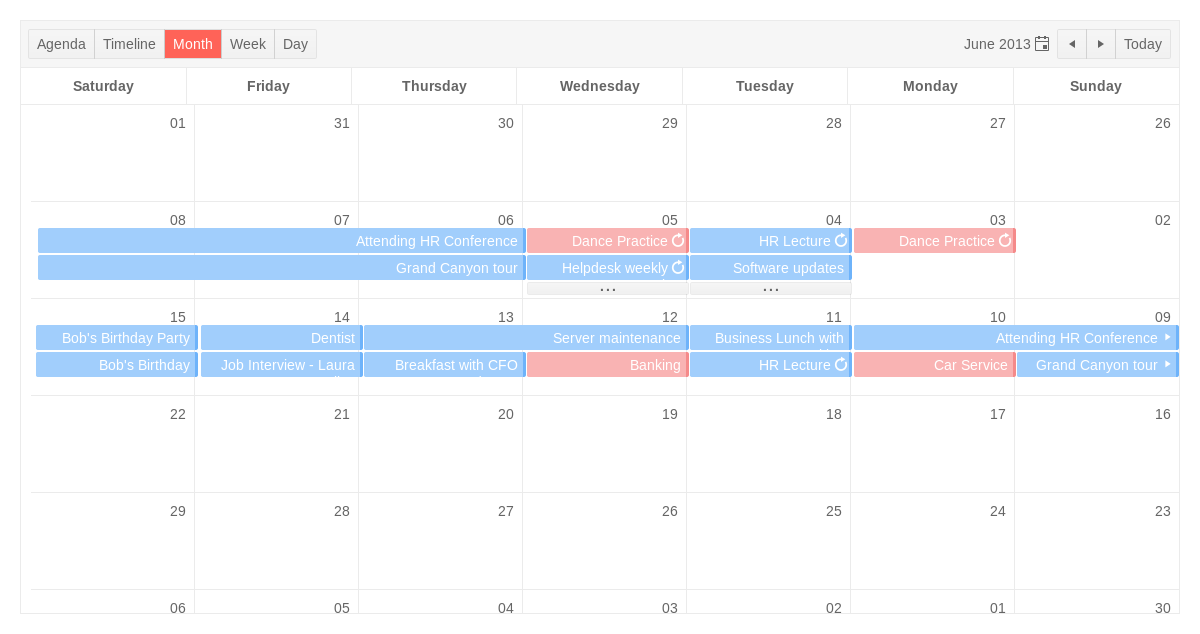 Agenda Timeline Month Week Day June 2013 Today
Saturday Friday Thursday Wednesday Tuesday Monday Sunday
01 31 30 29 28 27 26
08 07 06 05 04 03 02
Attending HR Conference Dance Practice HR Lecture Dance Practice
Grand Canyon tour Helpdesk weekly Software updates
... ...
15 14 13 12 11 10 09
Bob's Birthday Party Dentist Server maintenance Business Lunch with Attending HR Conference
Bob's Birthday Job Interview - Laura Breakfast with CFO Banking HR Lecture Car Service Grand Canyon tour
22 21 20 19 18 17 16
29 28 27 26 25 24 23
06 05 04 03 02 01 30